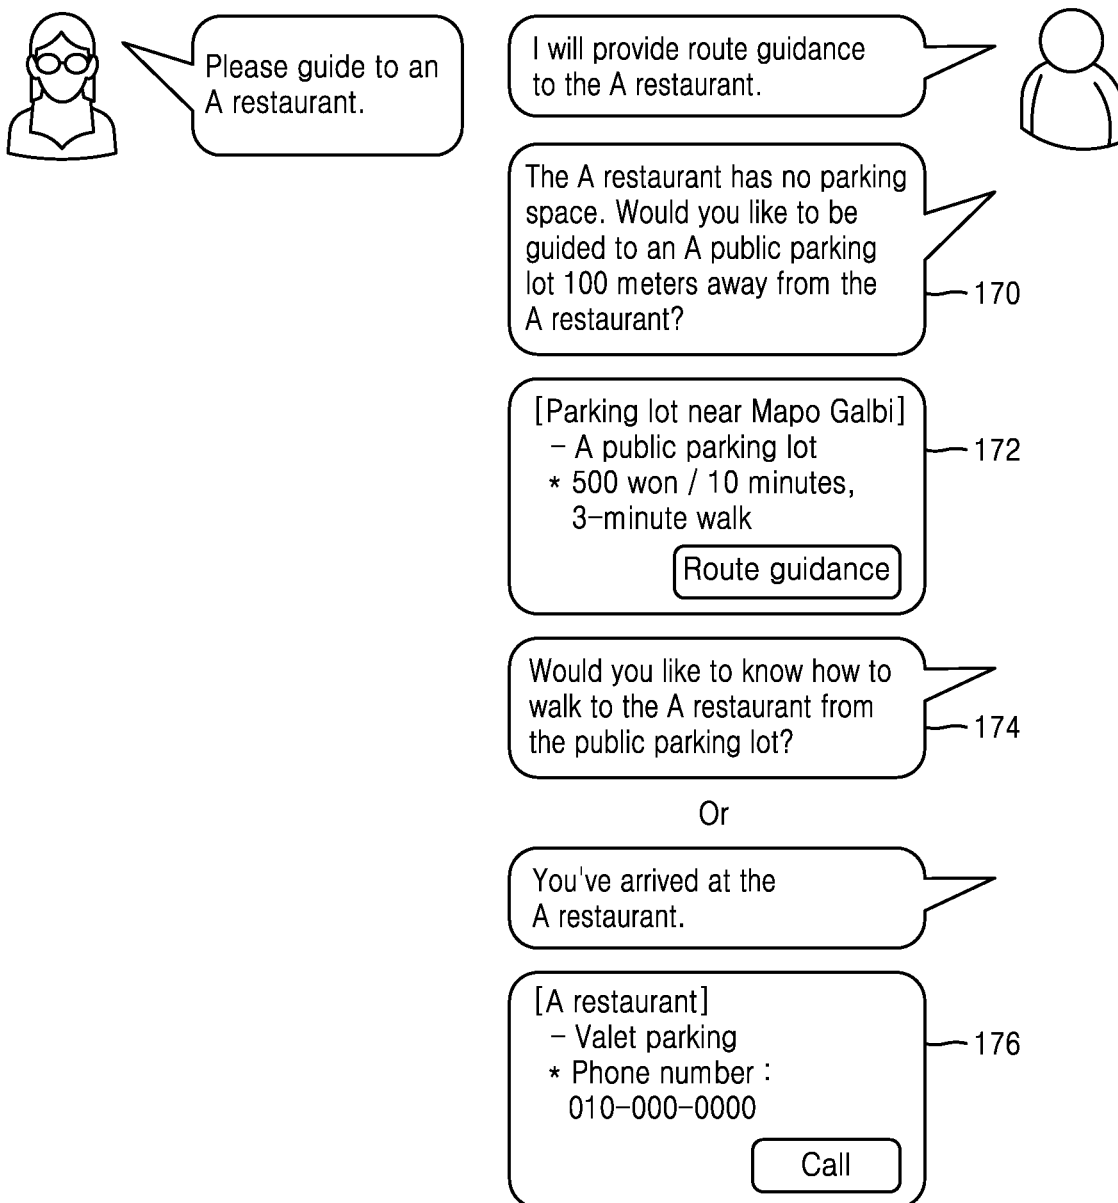 Please guide to an
A restaurant.
I will provide route guidance
to the A restaurant.
The A restaurant has no parking
space. Would you like to be
guided to an A public parking
lot 100 meters away from the
A restaurant?
170
[Parking lot near Mapo Galbi]
- A public parking lot
* 500 won / 10 minutes,
3-minute walk
Route guidance
172
Would you like to know how to
walk to the A restaurant from
the public parking lot?
174
Or
You've arrived at the
A restaurant.
[A restaurant]
- Valet parking
* Phone number :
010-000-0000
Call
176